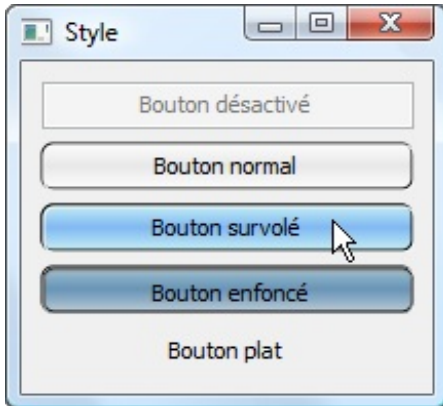 Style
Bouton désactivé
Bouton normal
Bouton survolé
Bouton enfoncé
Bouton plat